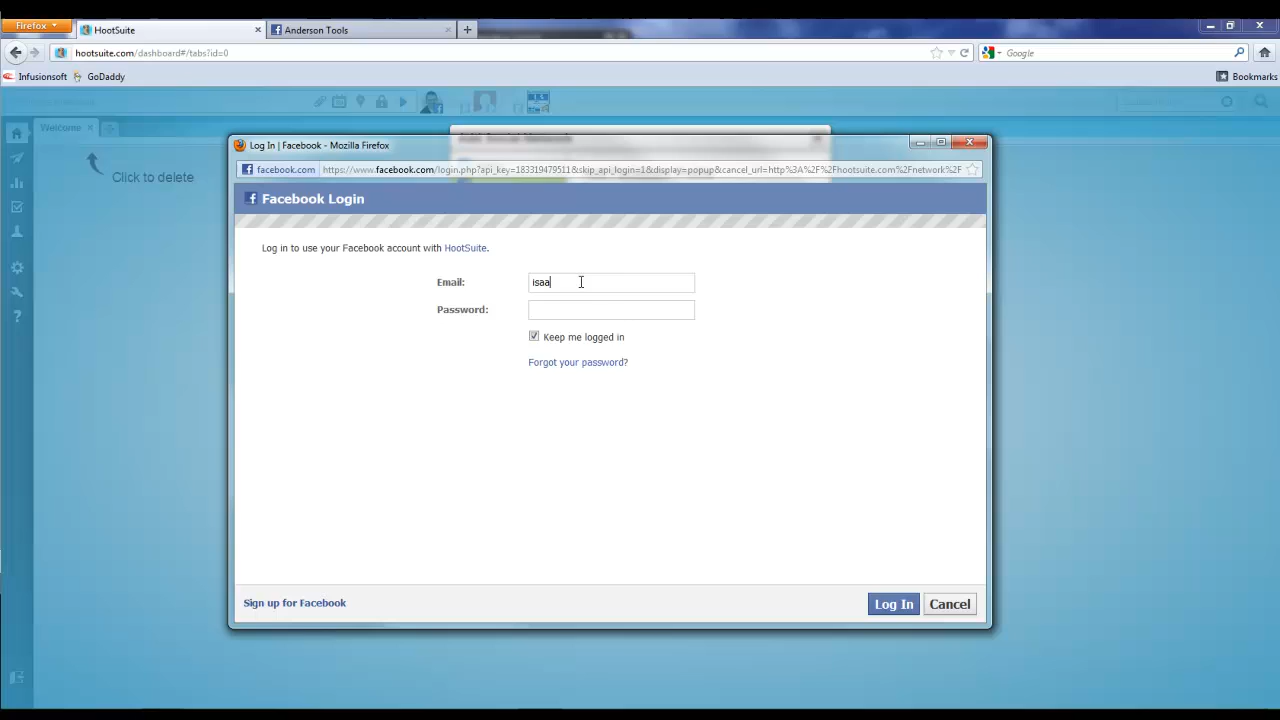 Firefox
HootSuite
Anderson Tools
hootsuite.com/dashboard#/tabs?id=0
Google
Infusionsoft
GoDaddy
Bookmarks
Welcome
Add Social Network
Click to delete
Log In | Facebook - Mozilla Firefox
facebook.com
https://www.facebook.com/login.php?api_key=183319479511&skip_api_login=1&display=popup&cancel_url=http%3A%2F%2Fhootsuite.com%2Fnetwork%2F
Facebook Login
Log in to use your Facebook account with HootSuite.
Email:
isaa
Password:
Keep me logged in
Forgot your password?
Sign up for Facebook
Log In
Cancel